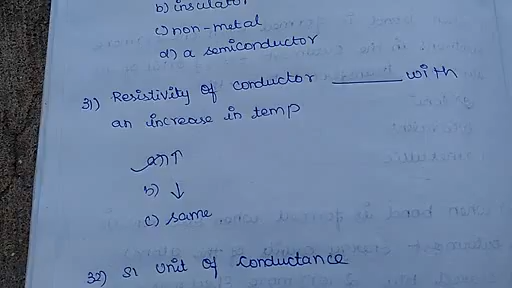 b) insulator
c) non-metal
d) a semiconductor
31) Resistivity of conductor ______ with
an increase in temp
a) ↑
b) ↓
c) same
32) SI Unit of Conductance